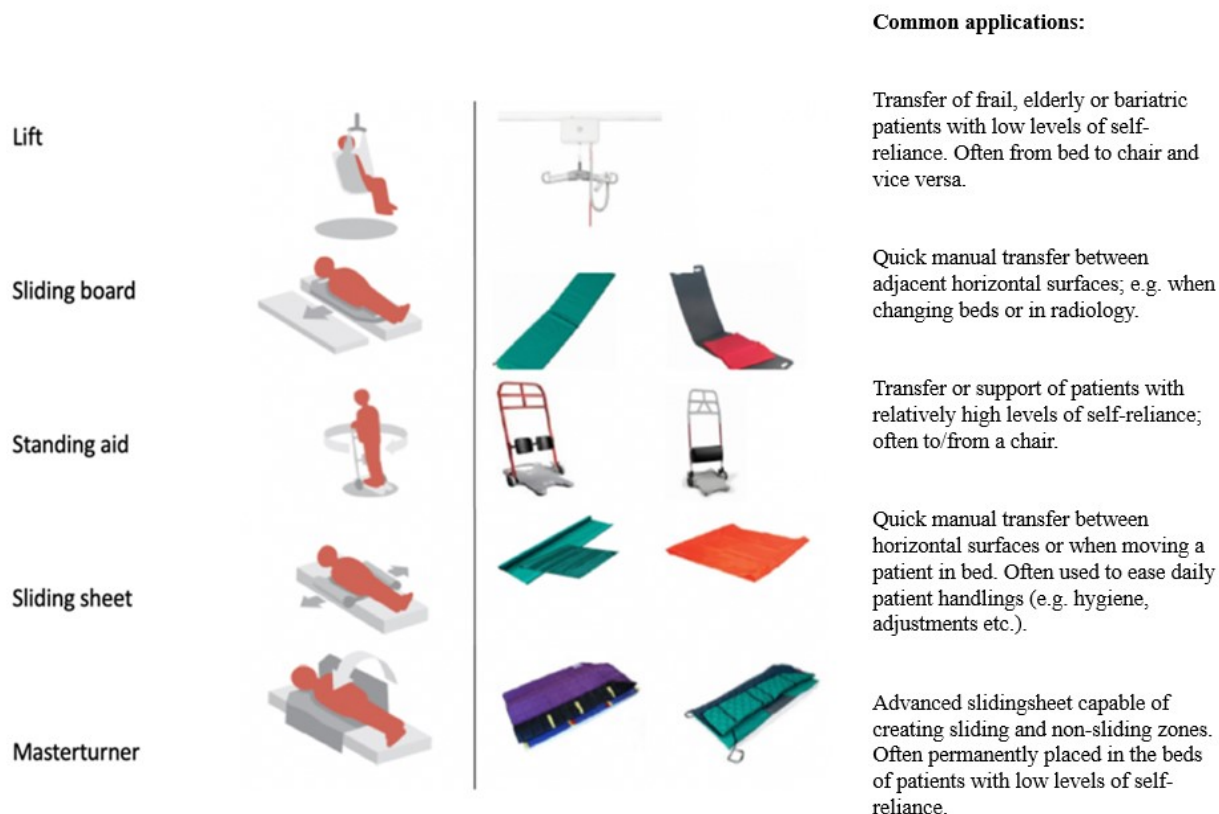 Common applications:
Lift
Transfer of frail, elderly or bariatric
patients with low levels of self-
reliance. Often from bed to chair and
vice versa.
Sliding board
Quick manual transfer between
adjacent horizontal surfaces; e.g. when
changing beds or in radiology.
Standing aid
Transfer or support of patients with
relatively high levels of self-reliance;
often to/from a chair.
Sliding sheet
Quick manual transfer between
horizontal surfaces or when moving a
patient in bed. Often used to ease daily
patient handlings (e.g. hygiene,
adjustments etc.).
Masterturner
Advanced slidingsheet capable of
creating sliding and non-sliding zones.
Often permanently placed in the beds
of patients with low levels of self-
reliance.